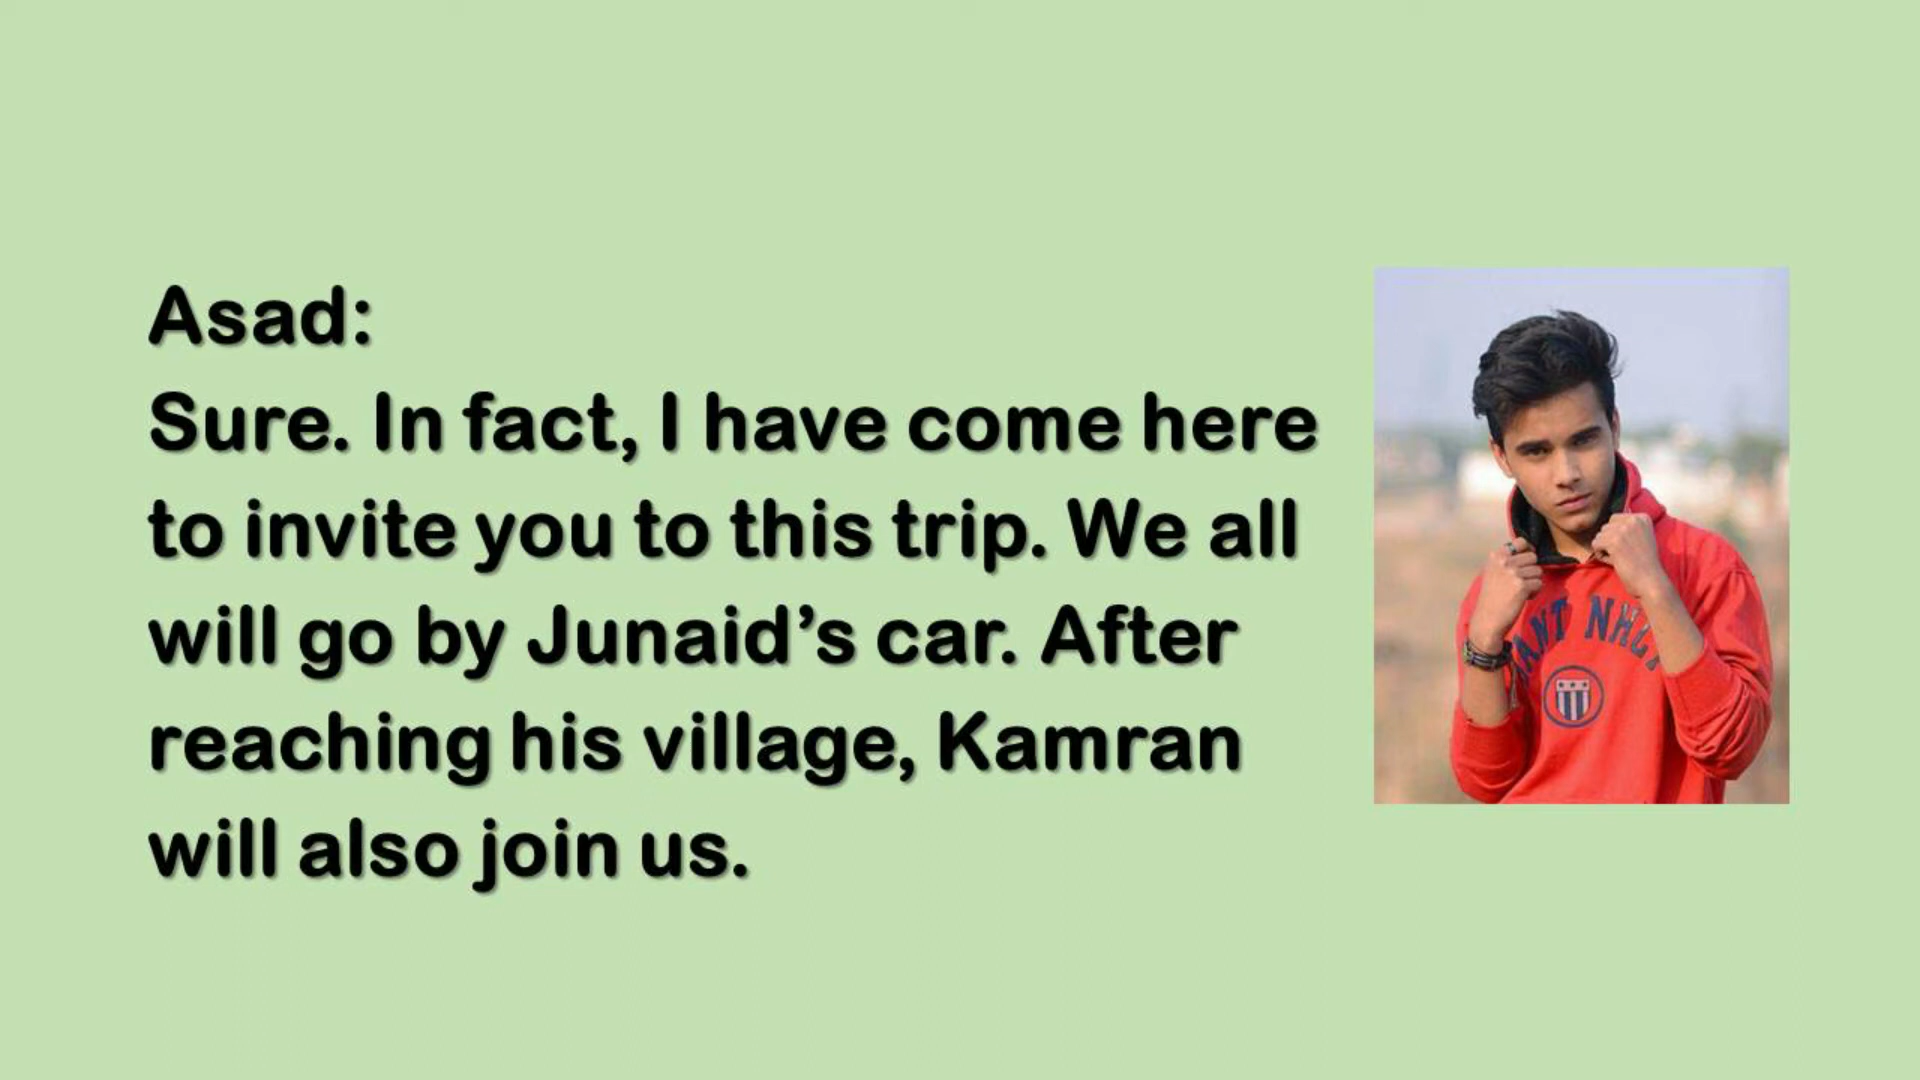 Asad:
Sure. In fact, I have come here
to invite you to this trip. We all
will go by Junaid’s car. After
reaching his village, Kamran
will also join us.